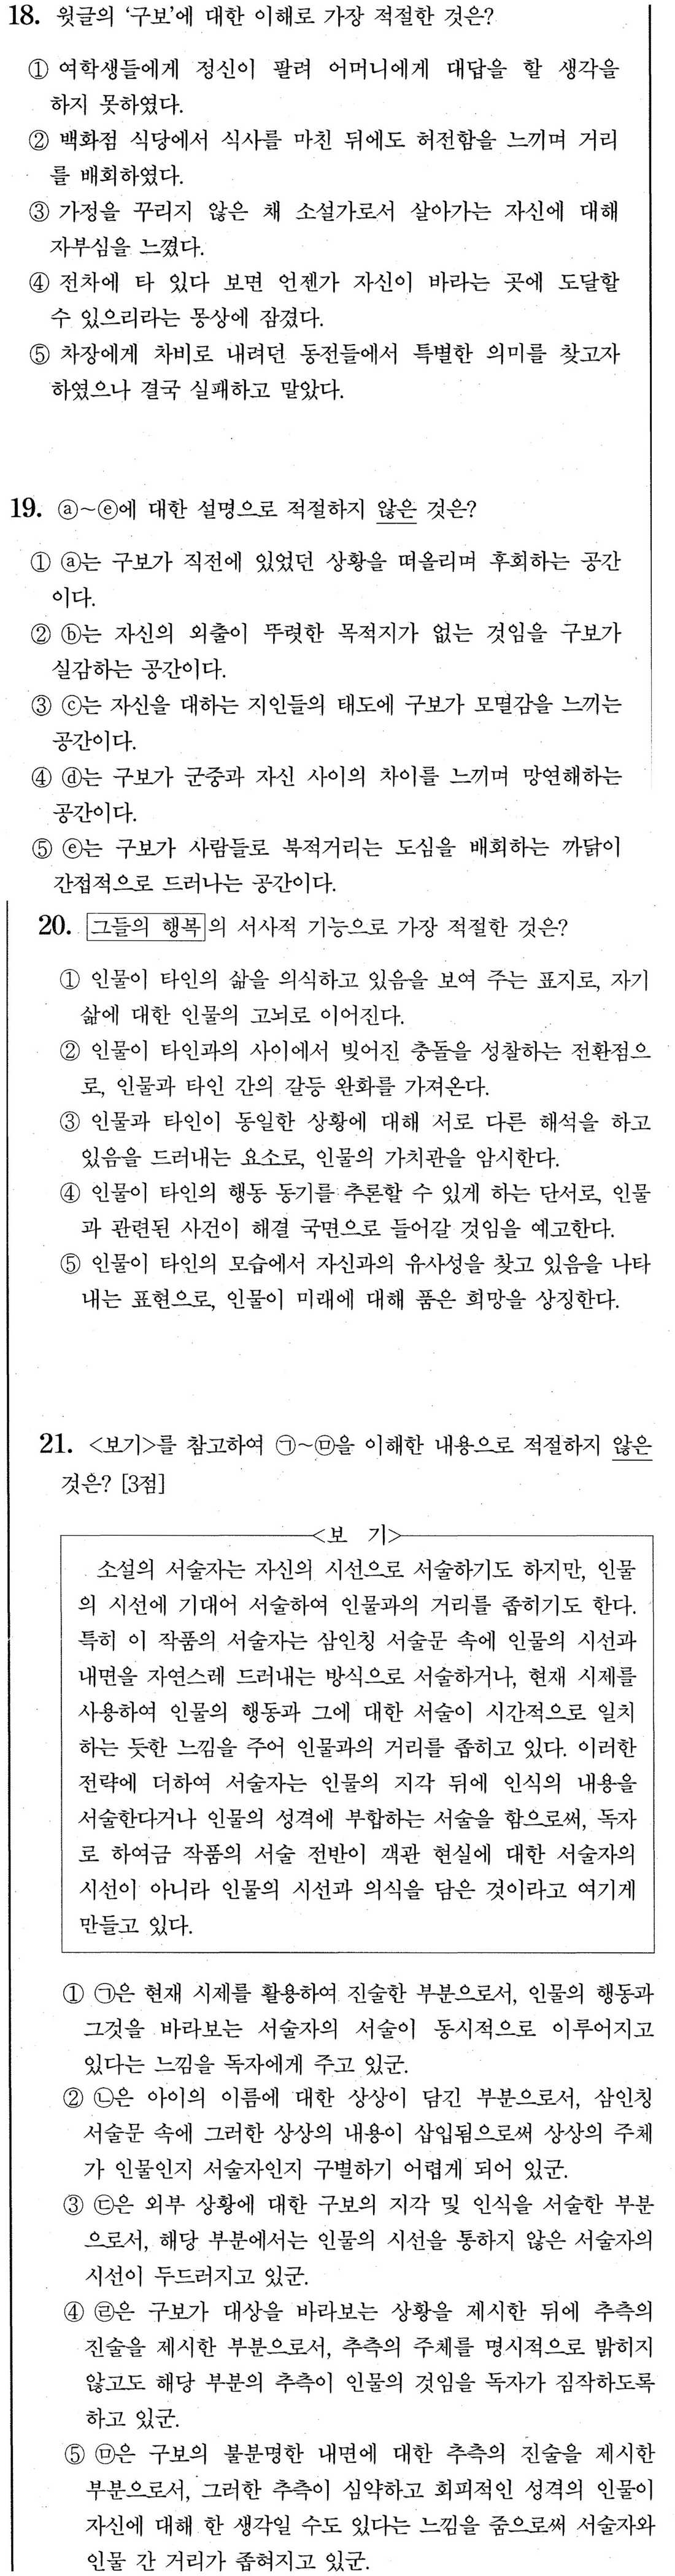 18. 윗글의 ‘구보’에 대한 이해로 가장 적절한 것은?
① 여학생들에게 정신이 팔려 어머니에게 대답을 할 생각을
하지 못하였다.
② 백화점 식당에서 식사를 마친 뒤에도 허전함을 느끼며 거리
를 배회하였다.
③ 가정을 꾸리지 않은 채 소설가로서 살아가는 자신에 대해
자부심을 느꼈다.
④ 전차에 타 있다 보면 언젠가 자신이 바라는 곳에 도달할
수 있으리라는 몽상에 잠겼다.
⑤ 차장에게 차비로 내려던 동전들에서 특별한 의미를 찾고자
하였으나 결국 실패하고 말았다.
19. ⓐ~ⓔ에 대한 설명으로 적절하지 않은 것은?
① ⓐ는 구보가 직전에 있었던 상황을 떠올리며 후회하는 공간
이다.
② ⓑ는 자신의 외출이 뚜렷한 목적지가 없는 것임을 구보가
실감하는 공간이다.
③ ⓒ는 자신을 대하는 지인들의 태도에 구보가 모멸감을 느끼는
공간이다.
④ ⓓ는 구보가 군중과 자신 사이의 차이를 느끼며 망연해하는
공간이다.
⑤ ⓔ는 구보가 사람들로 북적거리는 도심을 배회하는 까닭이
간접적으로 드러나는 공간이다.
20. 그들의 행복의 서사적 기능으로 가장 적절한 것은?
① 인물이 타인의 삶을 의식하고 있음을 보여 주는 표지로, 자기
삶에 대한 인물의 고뇌로 이어진다.
② 인물이 타인과의 사이에서 빚어진 충돌을 성찰하는 전환점으
로, 인물과 타인 간의 갈등 완화를 가져온다.
③ 인물과 타인이 동일한 상황에 대해 서로 다른 해석을 하고
있음을 드러내는 요소로, 인물의 가치관을 암시한다.
④ 인물이 타인의 행동 동기를 추론할 수 있게 하는 단서로, 인물
과 관련된 사건이 해결 국면으로 들어갈 것임을 예고한다.
⑤ 인물이 타인의 모습에서 자신과의 유사성을 찾고 있음을 나타
내는 표현으로, 인물이 미래에 대해 품은 희망을 상징한다.
21. <보기>를 참고하여 ㉠~㉤을 이해한 내용으로 적절하지 않은
것은? [3점]
<보 기>
소설의 서술자는 자신의 시선으로 서술하기도 하지만, 인물
의 시선에 기대어 서술하여 인물과의 거리를 좁히기도 한다.
특히 이 작품의 서술자는 삼인칭 서술문 속에 인물의 시선과
내면을 자연스레 드러내는 방식으로 서술하거나, 현재 시제를
사용하여 인물의 행동과 그에 대한 서술이 시간적으로 일치
하는 듯한 느낌을 주어 인물과의 거리를 좁히고 있다. 이러한
전략에 더하여 서술자는 인물의 지각 뒤에 인식의 내용을
서술한다거나 인물의 성격에 부합하는 서술을 함으로써, 독자
로 하여금 작품의 서술 전반이 객관 현실에 대한 서술자의
시선이 아니라 인물의 시선과 의식을 담은 것이라고 여기게
만들고 있다.
① ㉠은 현재 시제를 활용하여 진술한 부분으로서, 인물의 행동과
그것을 바라보는 서술자의 서술이 동시적으로 이루어지고
있다는 느낌을 독자에게 주고 있군.
② ㉡은 아이의 이름에 대한 상상이 담긴 부분으로서, 삼인칭
서술문 속에 그러한 상상의 내용이 삽입됨으로써 상상의 주체
가 인물인지 서술자인지 구별하기 어렵게 되어 있군.
③ ㉢은 외부 상황에 대한 구보의 지각 및 인식을 서술한 부분
으로서, 해당 부분에서는 인물의 시선을 통하지 않은 서술자의
시선이 두드러지고 있군.
④ ㉣은 구보가 대상을 바라보는 상황을 제시한 뒤에 추측의
진술을 제시한 부분으로서, 추측의 주체를 명시적으로 밝히지
않고도 해당 부분의 추측이 인물의 것임을 독자가 짐작하도록
하고 있군.
⑤ ㉤은 구보의 불분명한 내면에 대한 추측의 진술을 제시한
부분으로서, 그러한 추측이 심약하고 회피적인 성격의 인물이
자신에 대해 한 생각일 수도 있다는 느낌을 줌으로써 서술자와
인물 간 거리가 좁혀지고 있군.